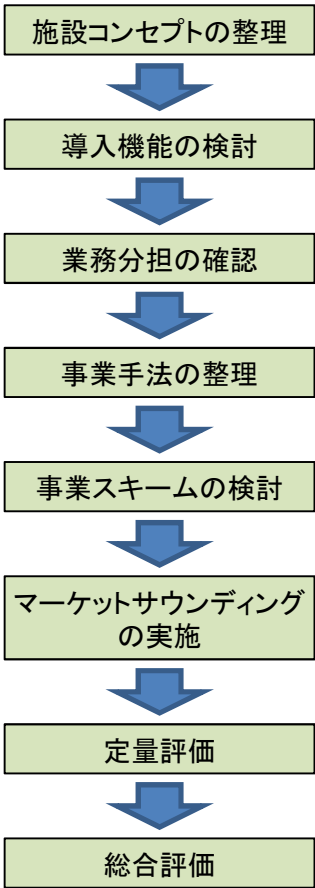 施設コンセプトの整理
導入機能の検討
業務分担の確認
事業手法の整理
事業スキームの検討
マーケットサウンディング
の実施
定量評価
総合評価